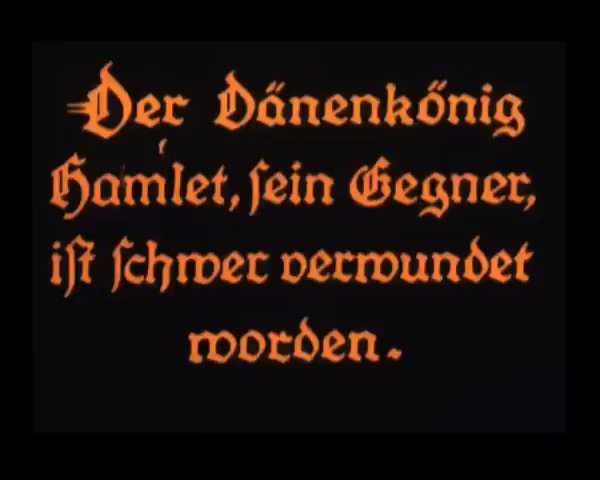 Der Dänenkönig
Hamlet, sein Gegner,
ist schwer verwundet
worden.